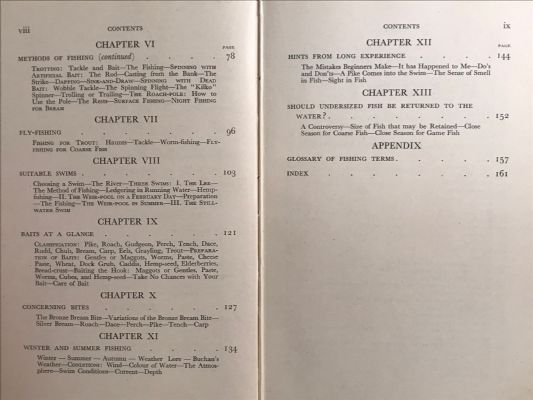 viii
CONTENTS
CHAPTER VI
PAGE
METHODS OF FISHING (continued) . . . . 78
TROTTING: Tackle and Bait—The Fishing—SPINNING WITH
ARTIFICIAL BAIT: The Rod—Casting from the Bank—The
Strike—DAPPING—SINK-AND-DRAW—SPINNING WITH DEAD
BAIT: Wobble Tackle—The Spinning Flight—The "Kilko"
Spinner—Trolling or Trailing—THE ROACH-POLE: How to
Use the Pole—The Rests—SURFACE FISHING—NIGHT FISHING
FOR BREAM
CHAPTER VII
FLY-FISHING . . . . . . . 96
FISHING FOR TROUT: Haunts—Tackle—Worm-fishing—FLY-
FISHING FOR COARSE FISH
CHAPTER VIII
SUITABLE SWIMS . . . . . . 103
Choosing a Swim—The River—THREE SWIMS: I. THE LEE—
The Method of Fishing—Ledgering in Running Water—Hemp-
fishing—II. THE WEIR-POOL ON A FEBRUARY DAY—Preparation
—The Fishing—THE WEIR-POOL IN SUMMER—III. THE STILL-
WATER SWIM
CHAPTER IX
BAITS AT A GLANCE . . . . . . 121
CLASSIFICATION: Pike, Roach, Gudgeon, Perch, Tench, Dace,
Rudd, Chub, Bream, Carp, Eels, Grayling, Trout—PREPARA-
TION OF BAITS: Gentles or Maggots, Worms, Paste, Cheese
Paste, Wheat, Dock Grub, Caddis, Hemp-seed, Elderberries,
Bread-crust—Baiting the Hook: Maggots or Gentles, Paste,
Worms, Cubes, and Hemp-seed—Take No Chances with Your
Bait—Care of Bait
CHAPTER X
CONCERNING BITES . . . . . . 127
The Bronze Bream Bite—Variations of the Bronze Bream Bite—
Silver Bream—Roach—Dace—Perch—Pike—Tench—Carp
CHAPTER XI
WINTER AND SUMMER FISHING . . . . . 134
Winter — Summer — Autumn — Weather Lore — Buchan's
Weather—CONDITIONS: Wind—Colour of Water—The Atmos-
phere—Swim Conditions—Current—Depth
CONTENTS
ix
CHAPTER XII
PAGE
HINTS FROM LONG EXPERIENCE . . . . . 144
The Mistakes Beginners Make—It has Happened to Me—Do's
and Don'ts—A Pike Comes into the Swim—The Sense of Smell
in Fish—Sight in Fish
CHAPTER XIII
SHOULD UNDERSIZED FISH BE RETURNED TO THE
WATER? . . . . . . . . 152
A Controversy—Size of Fish that may be Retained—Close
Season for Coarse Fish—Close Season for Game Fish
APPENDIX
GLOSSARY OF FISHING TERMS . . . . . 157
INDEX . . . . . . . . 161